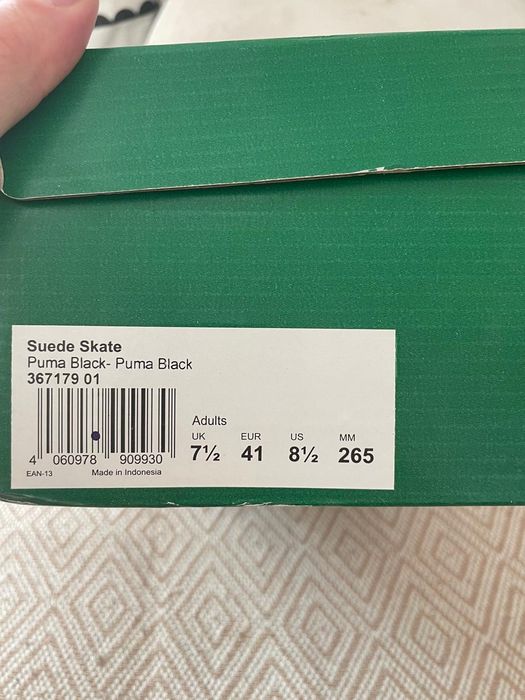 Suede Skate
Puma Black- Puma Black
367179 01
4 060978 909930
EAN-13 Made in Indonesia
Adults
UK EUR US MM
7½ 41 8½ 265